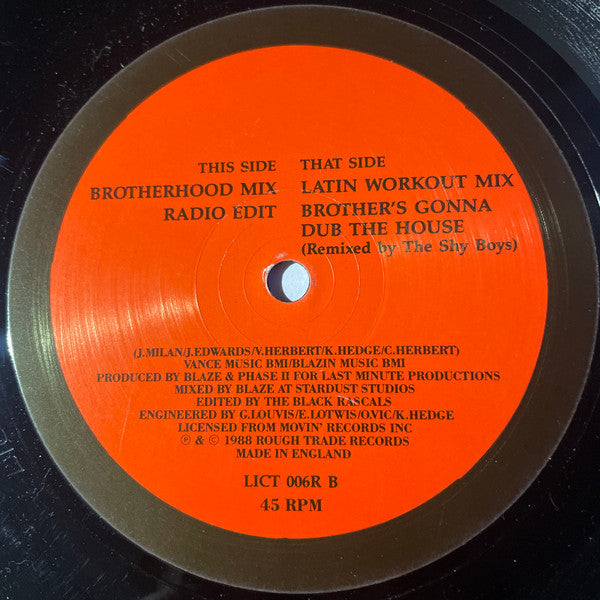 THIS SIDE THAT SIDE
BROTHERHOOD MIX LATIN WORKOUT MIX
RADIO EDIT BROTHER'S GONNA
DUB THE HOUSE
(Remixed by The Shy Boys)
(J.MILAN/J.EDWARDS/V.HERBERT/K.HEDGE/C.HERBERT)
VANCE MUSIC BMI/BLAZIN MUSIC BMI
PRODUCED BY BLAZE & PHASE II FOR LAST MINUTE PRODUCTIONS
MIXED BY BLAZE AT STARDUST STUDIOS
EDITED BY THE BLACK RASCALS
ENGINEERED BY G.LOUVIS/E.LOTWIS/O.VIC/K.HEDGE
LICENSED FROM MOVIN' RECORDS INC
℗ & © 1988 ROUGH TRADE RECORDS
MADE IN ENGLAND
LICT 006R B
45 RPM